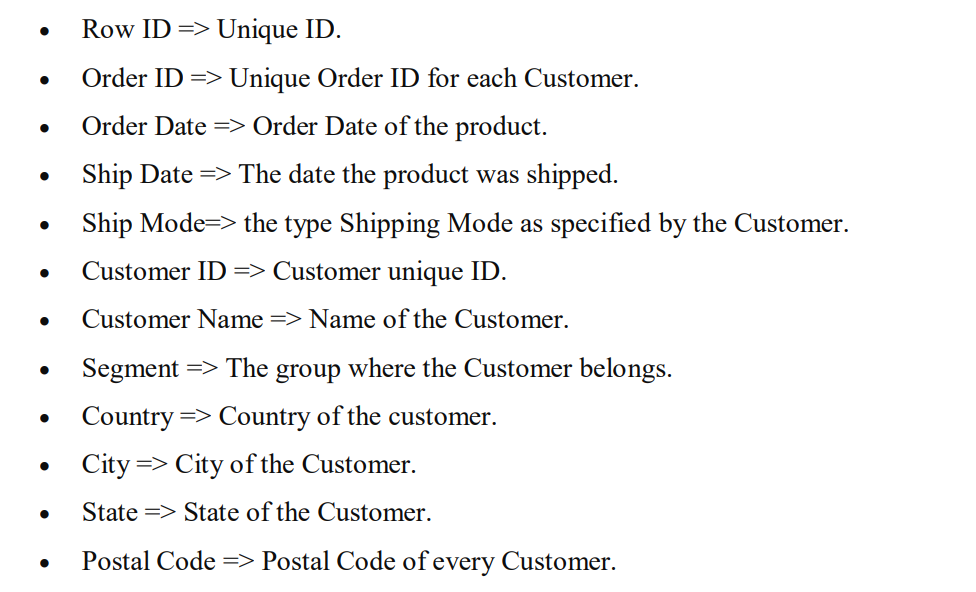 • Row ID => Unique ID.
• Order ID => Unique Order ID for each Customer.
• Order Date => Order Date of the product.
• Ship Date => The date the product was shipped.
• Ship Mode=> the type Shipping Mode as specified by the Customer.
• Customer ID => Customer unique ID.
• Customer Name => Name of the Customer.
• Segment => The group where the Customer belongs.
• Country => Country of the customer.
• City => City of the Customer.
• State => State of the Customer.
• Postal Code => Postal Code of every Customer.